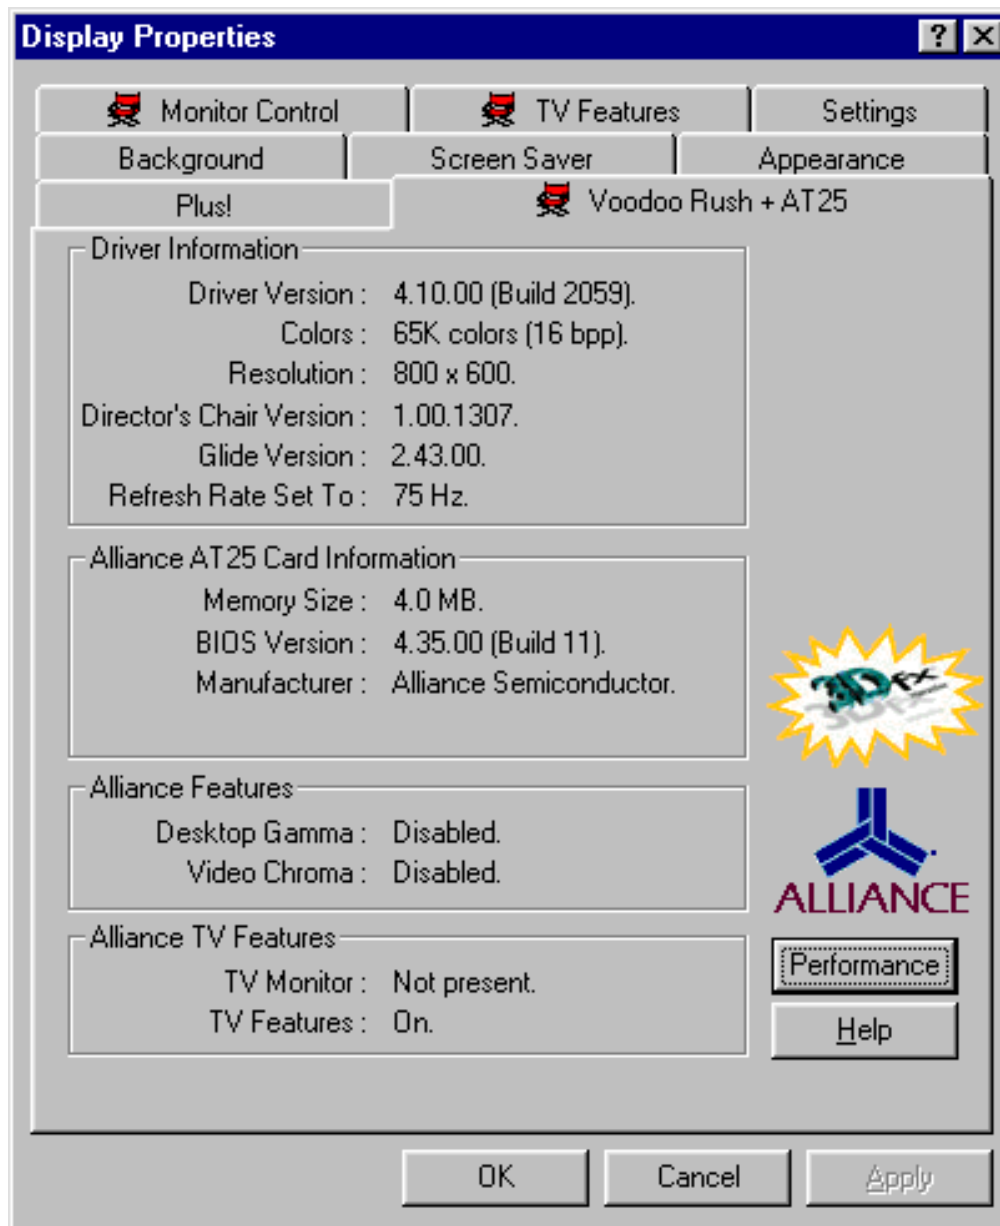 Display Properties
Monitor Control TV Features Settings
Background Screen Saver Appearance
Plus! Voodoo Rush + AT25
Driver Information
Driver Version : 4.10.00 (Build 2059).
Colors : 65K colors (16 bpp).
Resolution : 800 x 600.
Director's Chair Version : 1.00.1307.
Glide Version : 2.43.00.
Refresh Rate Set To : 75 Hz.
Alliance AT25 Card Information
Memory Size : 4.0 MB.
BIOS Version : 4.35.00 (Build 11).
Manufacturer : Alliance Semiconductor.
3Dfx
Alliance Features
Desktop Gamma : Disabled.
Video Chroma : Disabled.
ALLIANCE
Alliance TV Features
TV Monitor : Not present.
TV Features : On.
Performance
Help
OK Cancel Apply